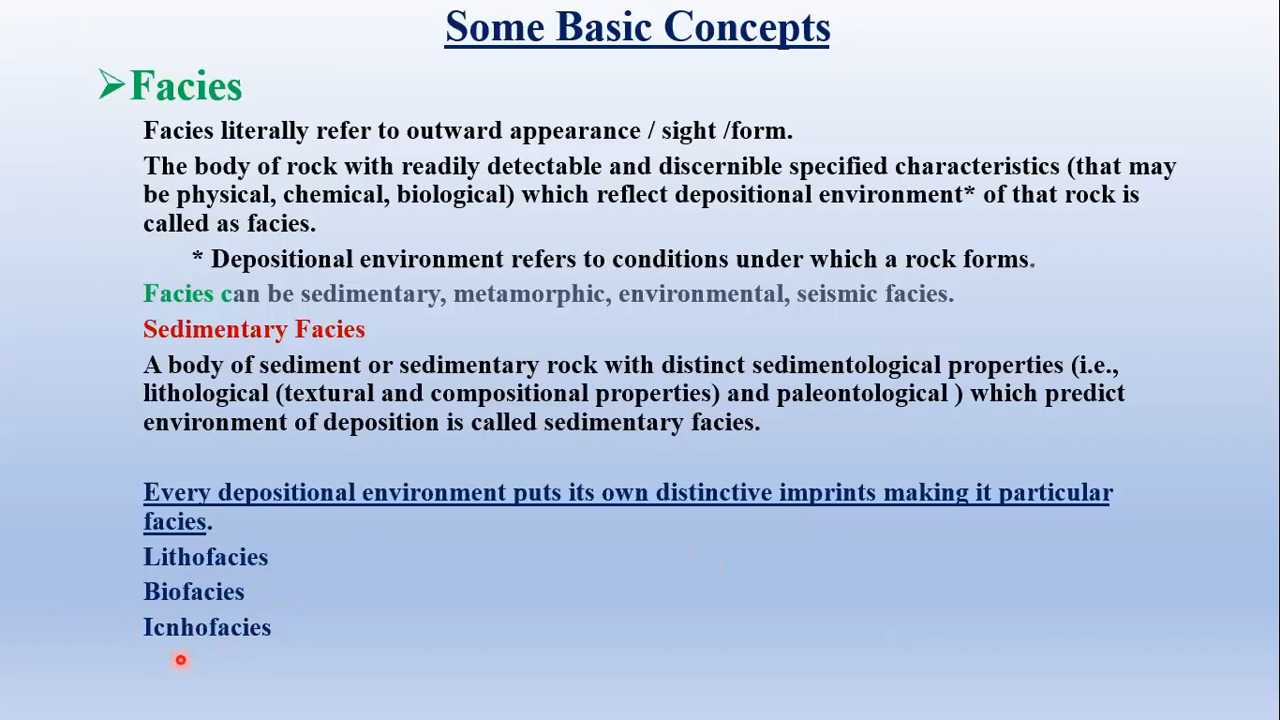 Some Basic Concepts
Facies
Facies literally refer to outward appearance / sight /form.
The body of rock with readily detectable and discernible specified characteristics (that may
be physical, chemical, biological) which reflect depositional environment* of that rock is
called as facies.
* Depositional environment refers to conditions under which a rock forms.
Facies can be sedimentary, metamorphic, environmental, seismic facies.
Sedimentary Facies
A body of sediment or sedimentary rock with distinct sedimentological properties (i.e.,
lithological (textural and compositional properties) and paleontological ) which predict
environment of deposition is called sedimentary facies.
Every depositional environment puts its own distinctive imprints making it particular
facies.
Lithofacies
Biofacies
Icnhofacies